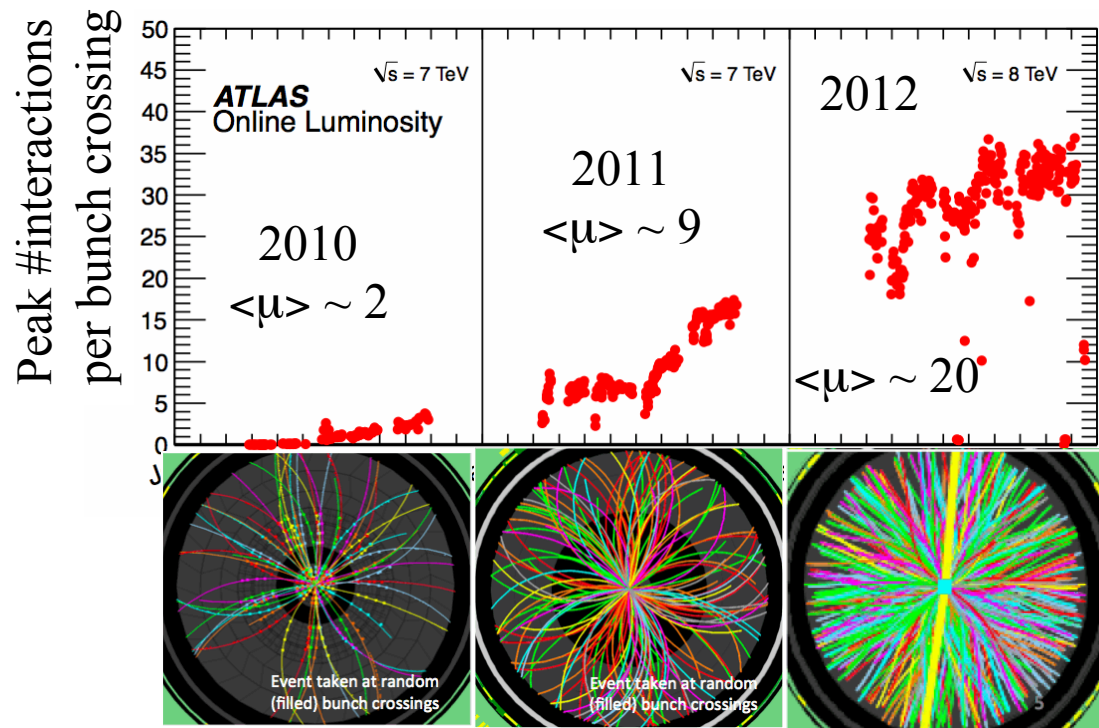 Peak #interactions
per bunch crossing
50
45
40
35
30
25
20
15
10
5
0
√s = 7 TeV
ATLAS
Online Luminosity
2010
<μ> ~ 2
√s = 7 TeV
2011
<μ> ~ 9
√s = 8 TeV
2012
<μ> ~ 20
J
Event taken at random
(filled) bunch crossings
Event taken at random
(filled) bunch crossings
5